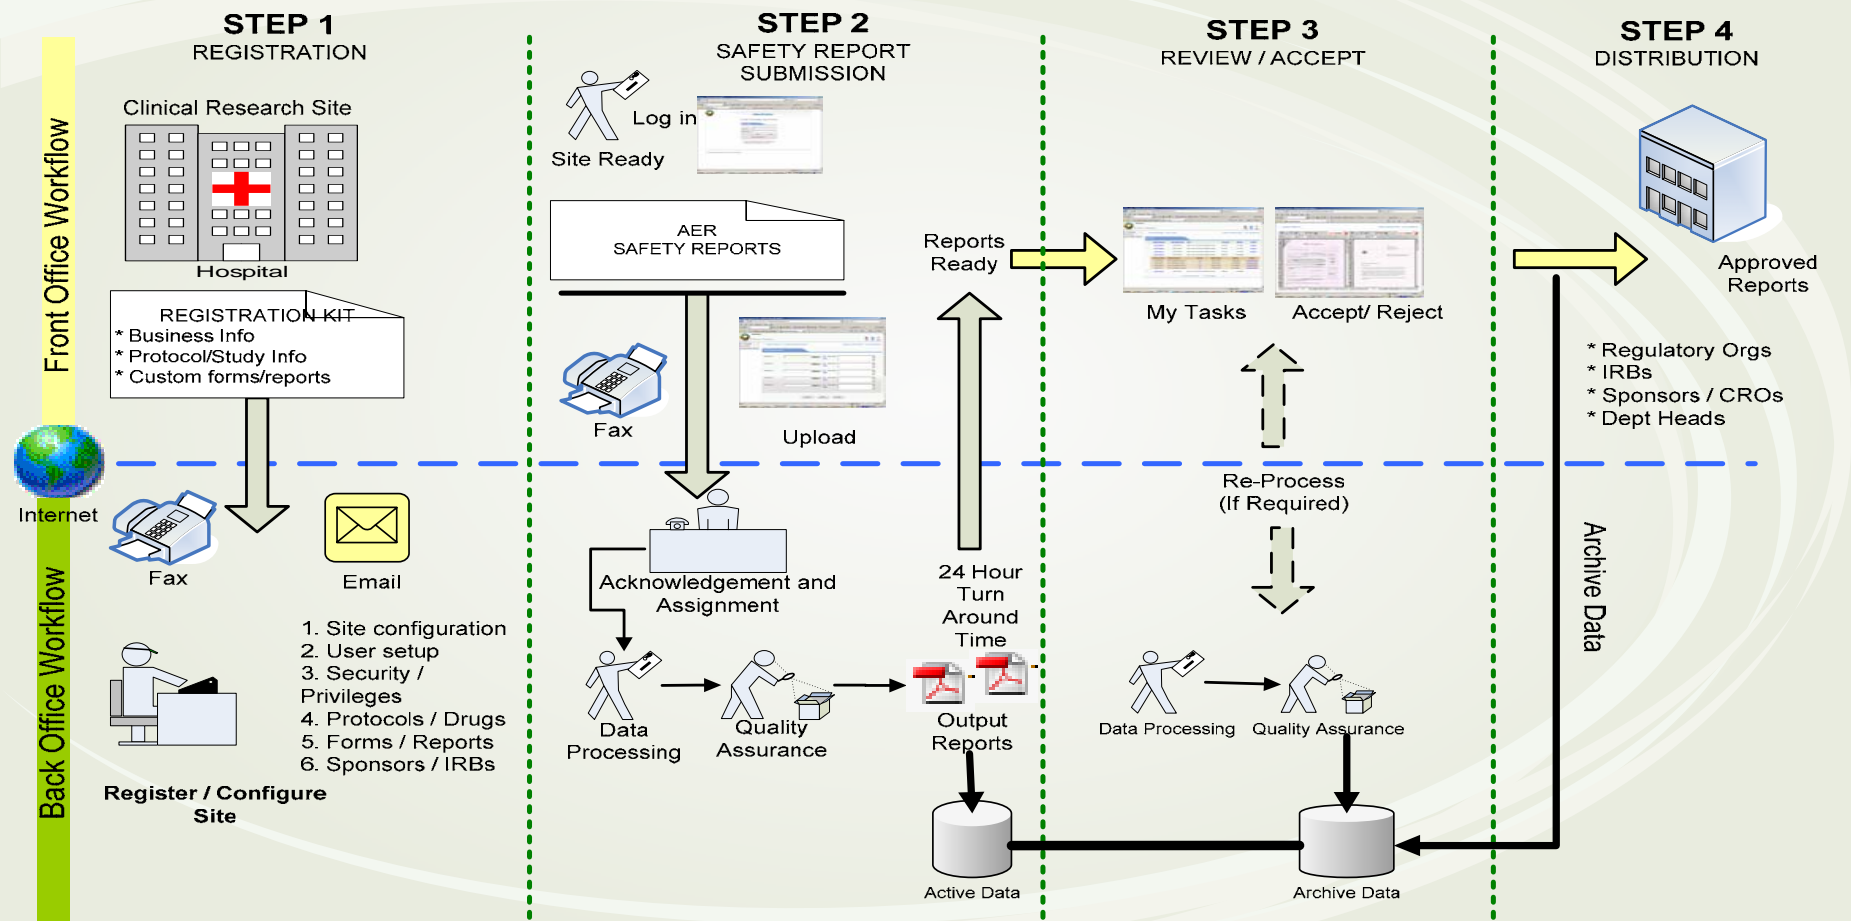 STEP 1
REGISTRATION
Clinical Research Site
Hospital
REGISTRATION KIT
* Business Info
* Protocol/Study Info
* Custom forms/reports
Front Office Workflow
Internet
Back Office Workflow
Fax
Email
1. Site configuration
2. User setup
3. Security /
Privileges
4. Protocols / Drugs
5. Forms / Reports
6. Sponsors / IRBs
Register / Configure
Site
STEP 2
SAFETY REPORT
SUBMISSION
Log in
Site Ready
AER
SAFETY REPORTS
Fax
Upload
Reports
Ready
Acknowledgement and
Assignment
24 Hour
Turn
Around
Time
Data
Processing
Quality
Assurance
Output
Reports
Active Data
STEP 3
REVIEW / ACCEPT
My Tasks
Accept/ Reject
Re-Process
(If Required)
Data Processing
Quality Assurance
Archive Data
STEP 4
DISTRIBUTION
Approved
Reports
* Regulatory Orgs
* IRBs
* Sponsors / CROs
* Dept Heads
Archive Data